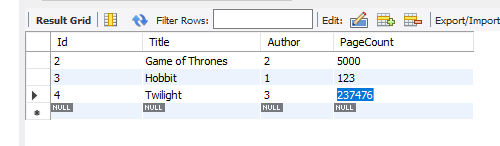 Result Grid Filter Rows: Edit: Export/Import
Id Title Author PageCount
2 Game of Thrones 2 5000
3 Hobbit 1 123
4 Twilight 3 237476
NULL NULL NULL NULL